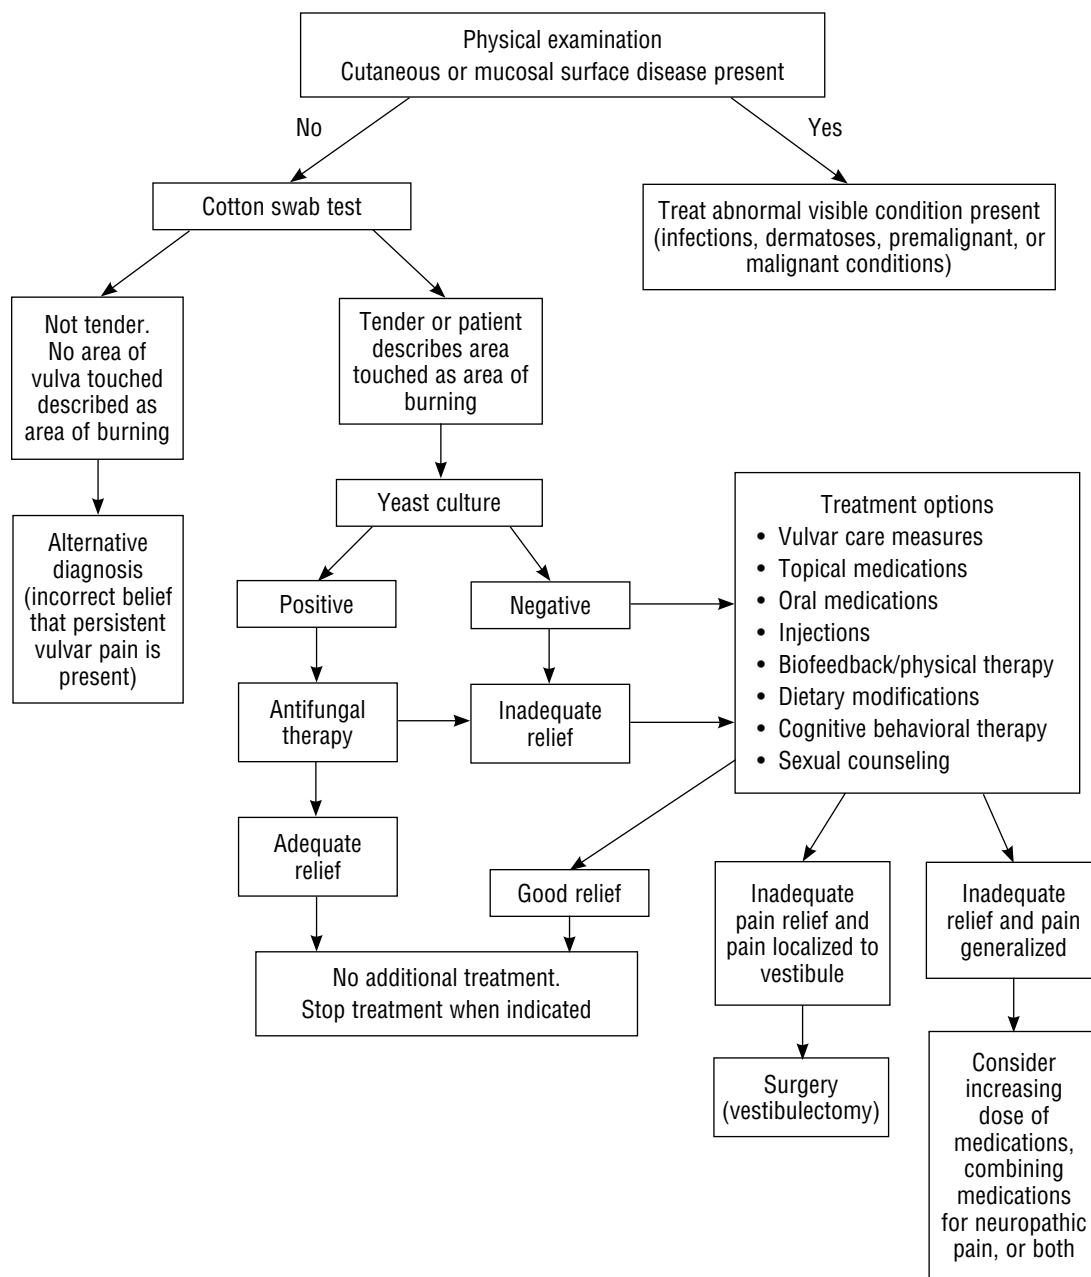 Physical examination
Cutaneous or mucosal surface disease present
No
Yes
Cotton swab test
Treat abnormal visible condition present
(infections, dermatoses, premalignant, or
malignant conditions)
Not tender.
No area of
vulva touched
described as
area of burning
Tender or patient
describes area
touched as area of
burning
Alternative
diagnosis
(incorrect belief
that persistent
vulvar pain is
present)
Yeast culture
Positive
Negative
Antifungal
therapy
Inadequate
relief
Adequate
relief
Treatment options
• Vulvar care measures
• Topical medications
• Oral medications
• Injections
• Biofeedback/physical therapy
• Dietary modifications
• Cognitive behavioral therapy
• Sexual counseling
Good relief
No additional treatment.
Stop treatment when indicated
Inadequate
pain relief and
pain localized to
vestibule
Surgery
(vestibulectomy)
Inadequate
relief and pain
generalized
Consider
increasing
dose of
medications,
combining
medications
for neuropathic
pain, or both